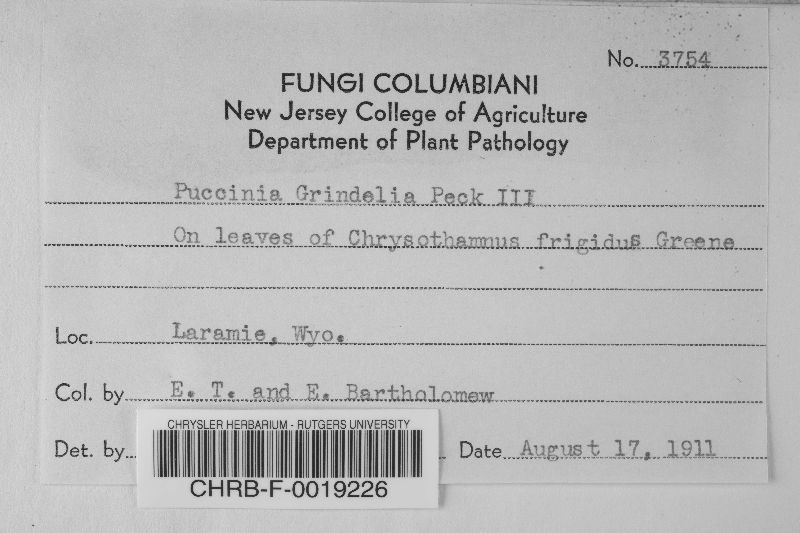 No. 3754
FUNGI COLUMBIANI
New Jersey College of Agriculture
Department of Plant Pathology
Puccinia Grindelia Peck III
On leaves of Chrysothamnus frigidus Greene
Loc. Laramie, Wyo.
Col. by E. T. and E. Bartholomew
Det. by
Date August 17, 1911
CHRYSLER HERBARIUM - RUTGERS UNIVERSITY
CHRB-F-0019226